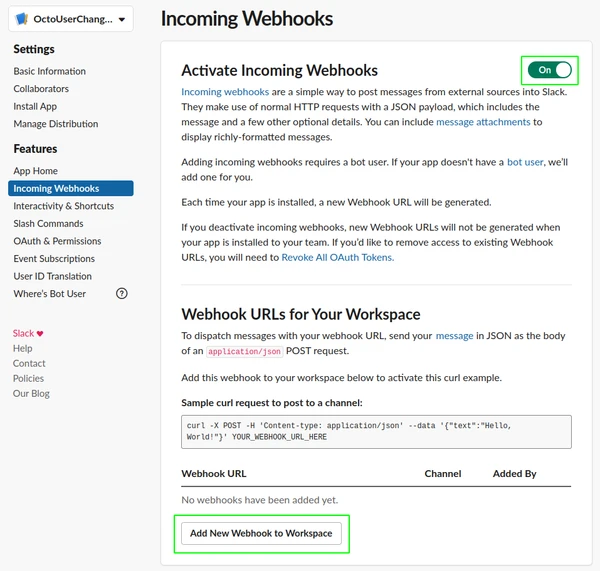 OctoUserChang...
Settings
Basic Information
Collaborators
Install App
Manage Distribution
Features
App Home
Incoming Webhooks
Interactivity & Shortcuts
Slash Commands
OAuth & Permissions
Event Subscriptions
User ID Translation
Where's Bot User ?
Slack
Help
Contact
Policies
Our Blog
Incoming Webhooks
Activate Incoming Webhooks
On
Incoming webhooks are a simple way to post messages from external sources into Slack.
They make use of normal HTTP requests with a JSON payload, which includes the
message and a few other optional details. You can include message attachments to
display richly-formatted messages.
Adding incoming webhooks requires a bot user. If your app doesn't have a bot user, we'll
add one for you.
Each time your app is installed, a new Webhook URL will be generated.
If you deactivate incoming webhooks, new Webhook URLs will not be generated when
your app is installed to your team. If you'd like to remove access to existing Webhook
URLs, you will need to Revoke All OAuth Tokens.
Webhook URLs for Your Workspace
To dispatch messages with your webhook URL, send your message in JSON as the body
of an application/json POST request.
Add this webhook to your workspace below to activate this curl example.
Sample curl request to post to a channel:
curl -X POST -H 'Content-type: application/json' --data '{"text":"Hello,
World!"}' YOUR_WEBHOOK_URL_HERE
Webhook URL Channel Added By
No webhooks have been added yet.
Add New Webhook to Workspace